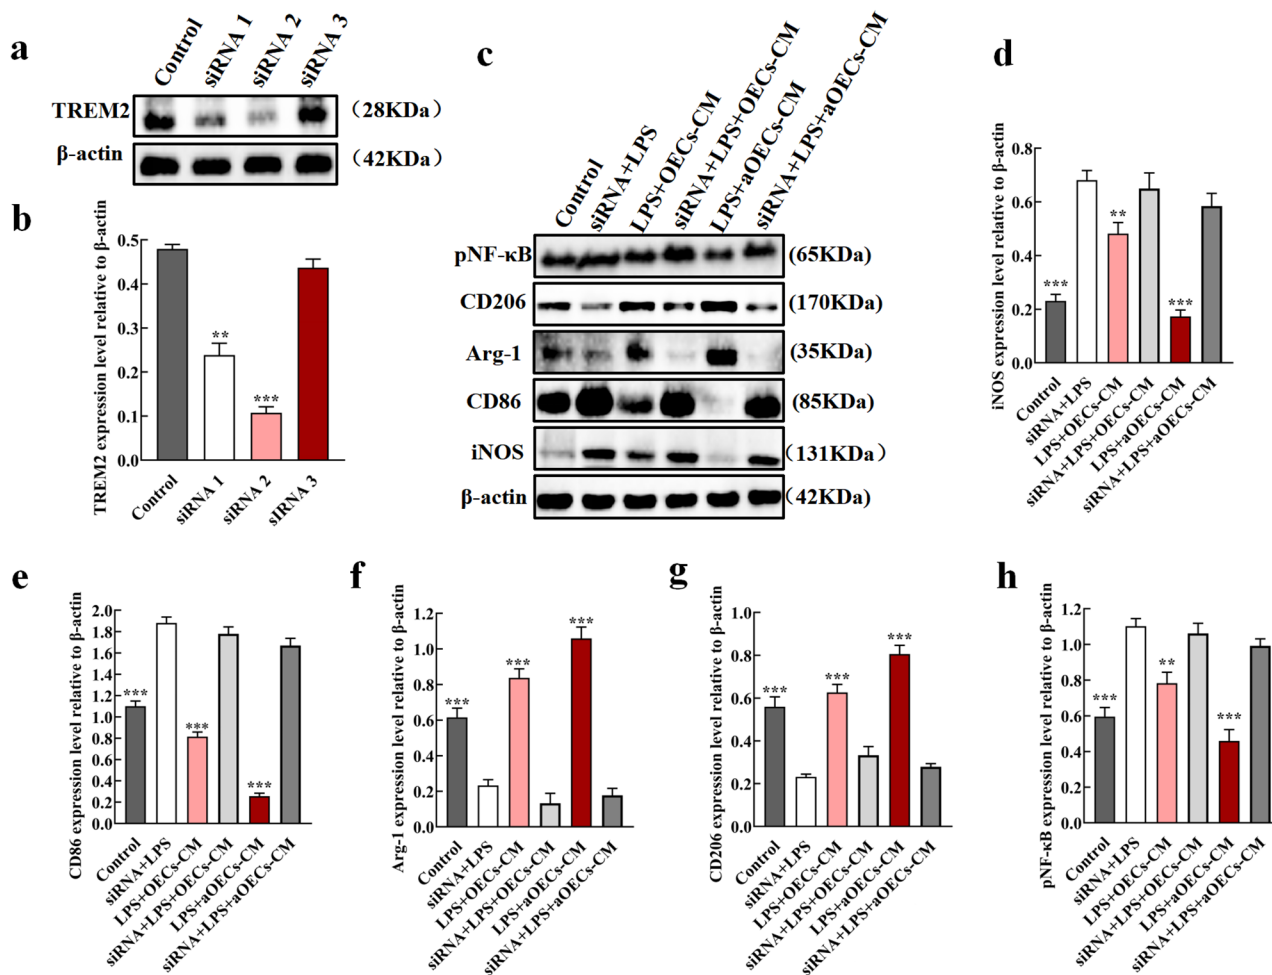 a
Control
siRNA 1
siRNA 2
siRNA 3
TREM2
(28KDa)
β-actin
(42KDa)
b
TREM2 expression level relative to β-actin
0.5
0.4
0.3
0.2
0.1
0.0
**
***
Control
siRNA 1
siRNA 2
siRNA 3
c
Control
siRNA+LPS
LPS+OECs-CM
siRNA+LPS+OECs-CM
LPS+aOECs-CM
siRNA+LPS+aOECs-CM
pNF-κB
(65KDa)
CD206
(170KDa)
Arg-1
(35KDa)
CD86
(85KDa)
iNOS
(131KDa)
β-actin
(42KDa)
d
iNOS expression level relative to β-actin
0.8
0.6
0.4
0.2
0.0
***
**
***
Control
siRNA+LPS
LPS+OECs-CM
siRNA+LPS+OECs-CM
LPS+aOECs-CM
siRNA+LPS+aOECs-CM
e
CD86 expression level relative to β-actin
2.0
1.8
1.6
1.4
1.2
1.0
0.8
0.6
0.4
0.2
0.0
***
***
***
Control
siRNA+LPS
LPS+OECs-CM
siRNA+LPS+OECs-CM
LPS+aOECs-CM
siRNA+LPS+aOECs-CM
f
Arg-1 expression level relative to β-actin
1.2
1.0
0.8
0.6
0.4
0.2
0.0
***
***
***
Control
siRNA+LPS
LPS+OECs-CM
siRNA+LPS+OECs-CM
LPS+aOECs-CM
siRNA+LPS+aOECs-CM
g
CD206 expression level relative to β-actin
1.0
0.8
0.6
0.4
0.2
0.0
***
***
***
Control
siRNA+LPS
LPS+OECs-CM
siRNA+LPS+OECs-CM
LPS+aOECs-CM
siRNA+LPS+aOECs-CM
h
pNF-κB expression level relative to β-actin
1.2
1.0
0.8
0.6
0.4
0.2
0.0
***
**
***
Control
siRNA+LPS
LPS+OECs-CM
siRNA+LPS+OECs-CM
LPS+aOECs-CM
siRNA+LPS+aOECs-CM